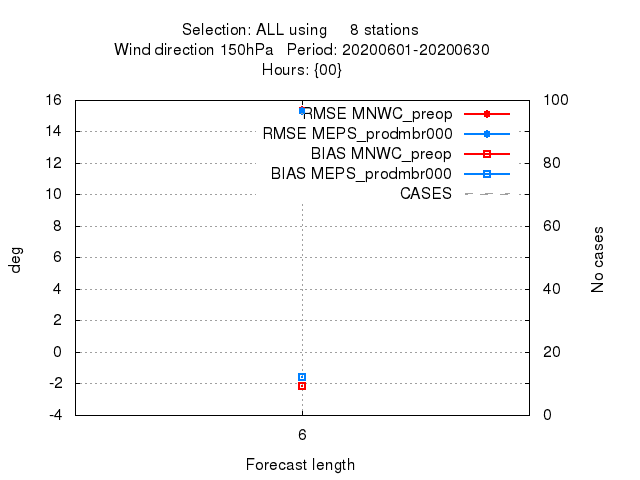 Selection: ALL using 8 stations
Wind direction 150hPa Period: 20200601-20200630
Hours: {00}
RMSE MNWC_preop
RMSE MEPS_prodmbr000
BIAS MNWC_preop
BIAS MEPS_prodmbr000
CASES
16
14
12
10
8
6
4
2
0
-2
-4
deg
100
80
60
40
20
0
No cases
6
Forecast length